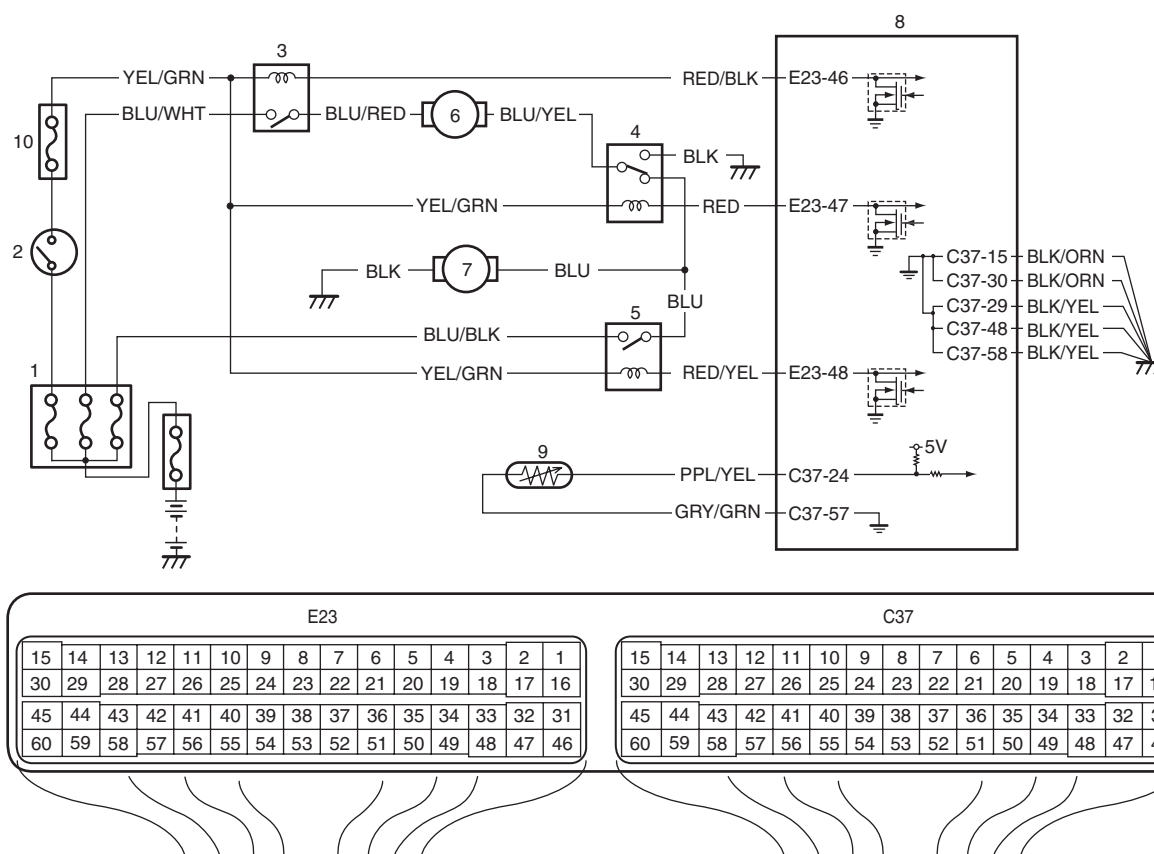 8
3
YEL/GRN RED/BLK E23-46
BLU/WHT BLU/RED 6 BLU/YEL
10 4
BLK
YEL/GRN RED E23-47
2
C37-15 BLK/ORN
BLK 7 BLU C37-30 BLK/ORN
BLU C37-29 BLK/YEL
5
BLU/BLK C37-48 BLK/YEL
C37-58 BLK/YEL
1 YEL/GRN RED/YEL E23-48
5V
9
PPL/YEL C37-24
GRY/GRN C37-57
E23 C37
15 14 13 12 11 10 9 8 7 6 5 4 3 2 1 15 14 13 12 11 10 9 8 7 6 5 4 3 2
30 29 28 27 26 25 24 23 22 21 20 19 18 17 16 30 29 28 27 26 25 24 23 22 21 20 19 18 17
45 44 43 42 41 40 39 38 37 36 35 34 33 32 31 45 44 43 42 41 40 39 38 37 36 35 34 33 32
60 59 58 57 56 55 54 53 52 51 50 49 48 47 46 60 59 58 57 56 55 54 53 52 51 50 49 48 47